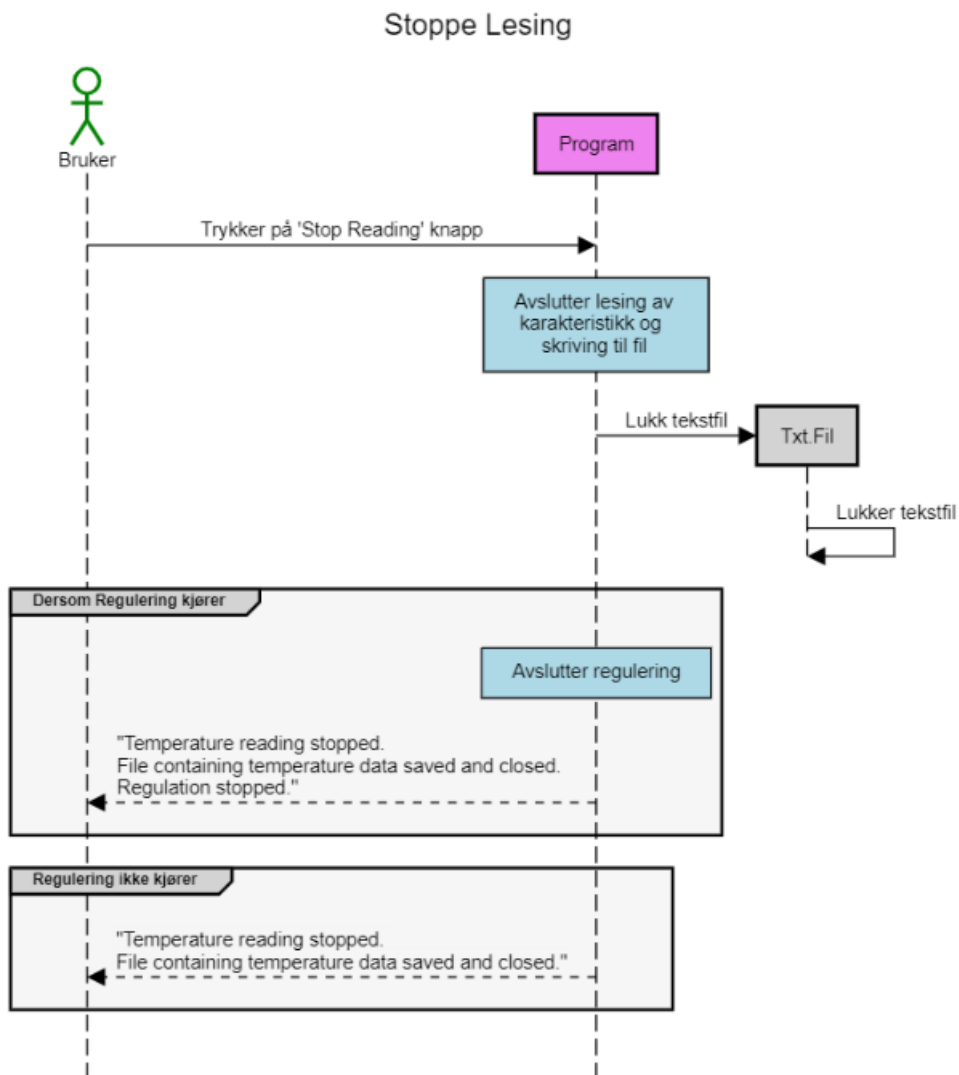 Stoppe Lesing
Bruker
Program
Trykker på 'Stop Reading' knapp
Avslutter lesing av
karakteristikk og
skriving til fil
Lukk tekstfil
Txt.Fil
Lukker tekstfil
Dersom Regulering kjører
Avslutter regulering
"Temperature reading stopped.
File containing temperature data saved and closed.
Regulation stopped."
Regulering ikke kjører
"Temperature reading stopped.
File containing temperature data saved and closed."